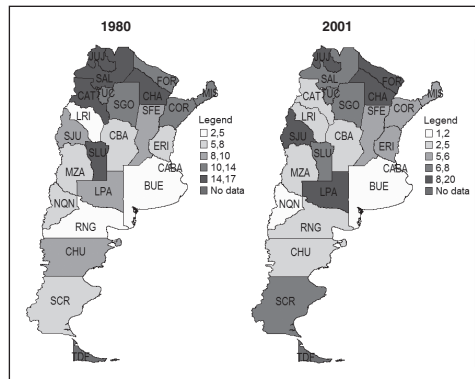 1980
2001
JUJ
SAL
FOR
CAT
TUC
SGO
CHA
MIS
COR
SFE
LRI
SJU
CBA
ERI
SLU
CABA
MZA
LPA
BUE
NQN
RNG
CHU
SCR
TDF
Legend
2,5
5,8
8,10
10,14
14,17
No data
JUJ
SAL
FOR
CAT
TUC
SGO
CHA
MIS
COR
SFE
LRI
SJU
CBA
ERI
SLU
CABA
MZA
LPA
BUE
NQN
RNG
CHU
SCR
TDF
Legend
1,2
2,5
5,6
6,8
8,20
No data